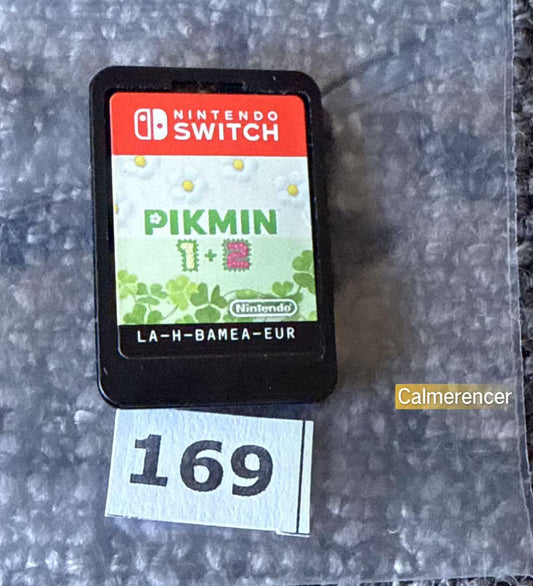 NINTENDO
SWITCH
PIKMIN
1+2
Nintendo
LA-H-BAMEA-EUR
Calmerencer
169